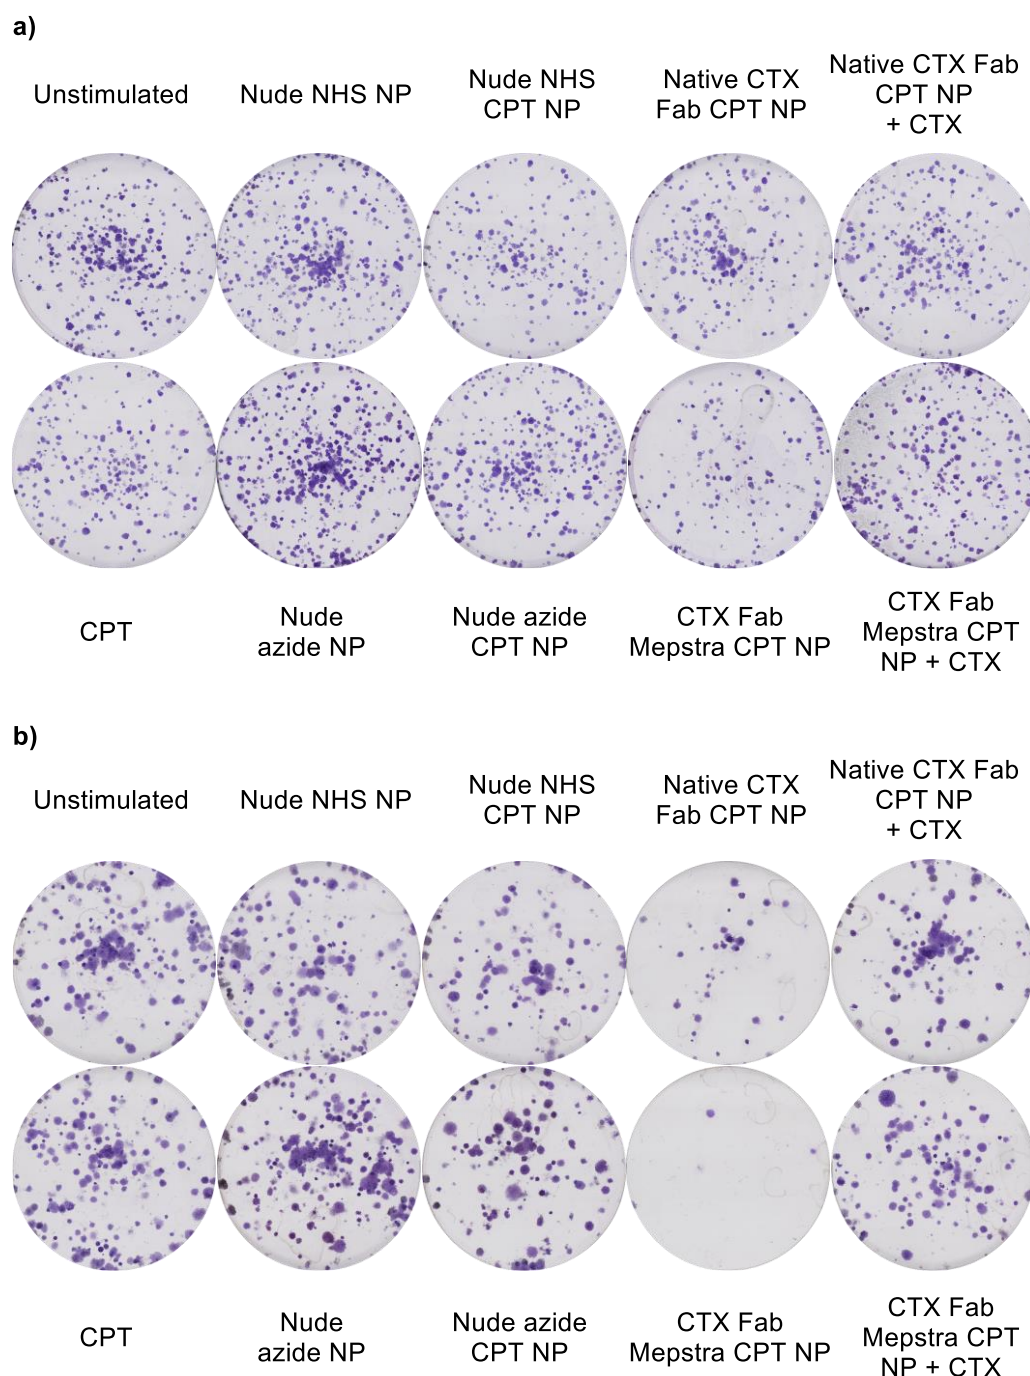 a)
Unstimulated
Nude NHS NP
Nude NHS
CPT NP
Native CTX
Fab CPT NP
Native CTX Fab
CPT NP
+ CTX
CPT
Nude
azide NP
Nude azide
CPT NP
CTX Fab
Mepstra CPT NP
CTX Fab
Mepstra CPT
NP + CTX
b)
Unstimulated
Nude NHS NP
Nude NHS
CPT NP
Native CTX
Fab CPT NP
Native CTX Fab
CPT NP
+ CTX
CPT
Nude
azide NP
Nude azide
CPT NP
CTX Fab
Mepstra CPT NP
CTX Fab
Mepstra CPT
NP + CTX